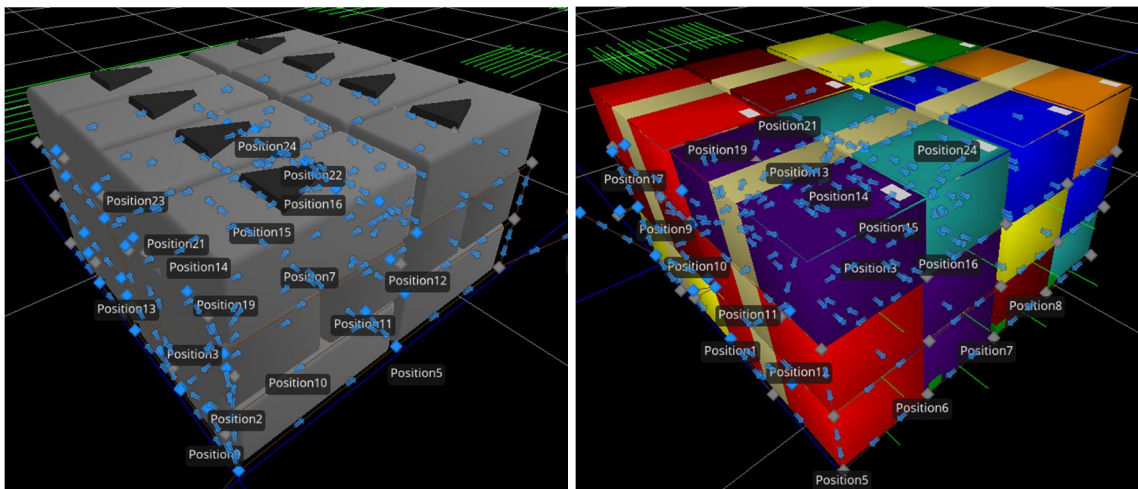 Position24
Position22
Position23
Position16
Position15
Position21
Position14
Position7
Position12
Position19
Position13
Position11
Position3
Position5
Position10
Position2
Position21
Position19
Position24
Position13
Position17
Position14
Position9
Position15
Position16
Position10
Position3
Position8
Position11
Position1
Position7
Position12
Position6
Position5